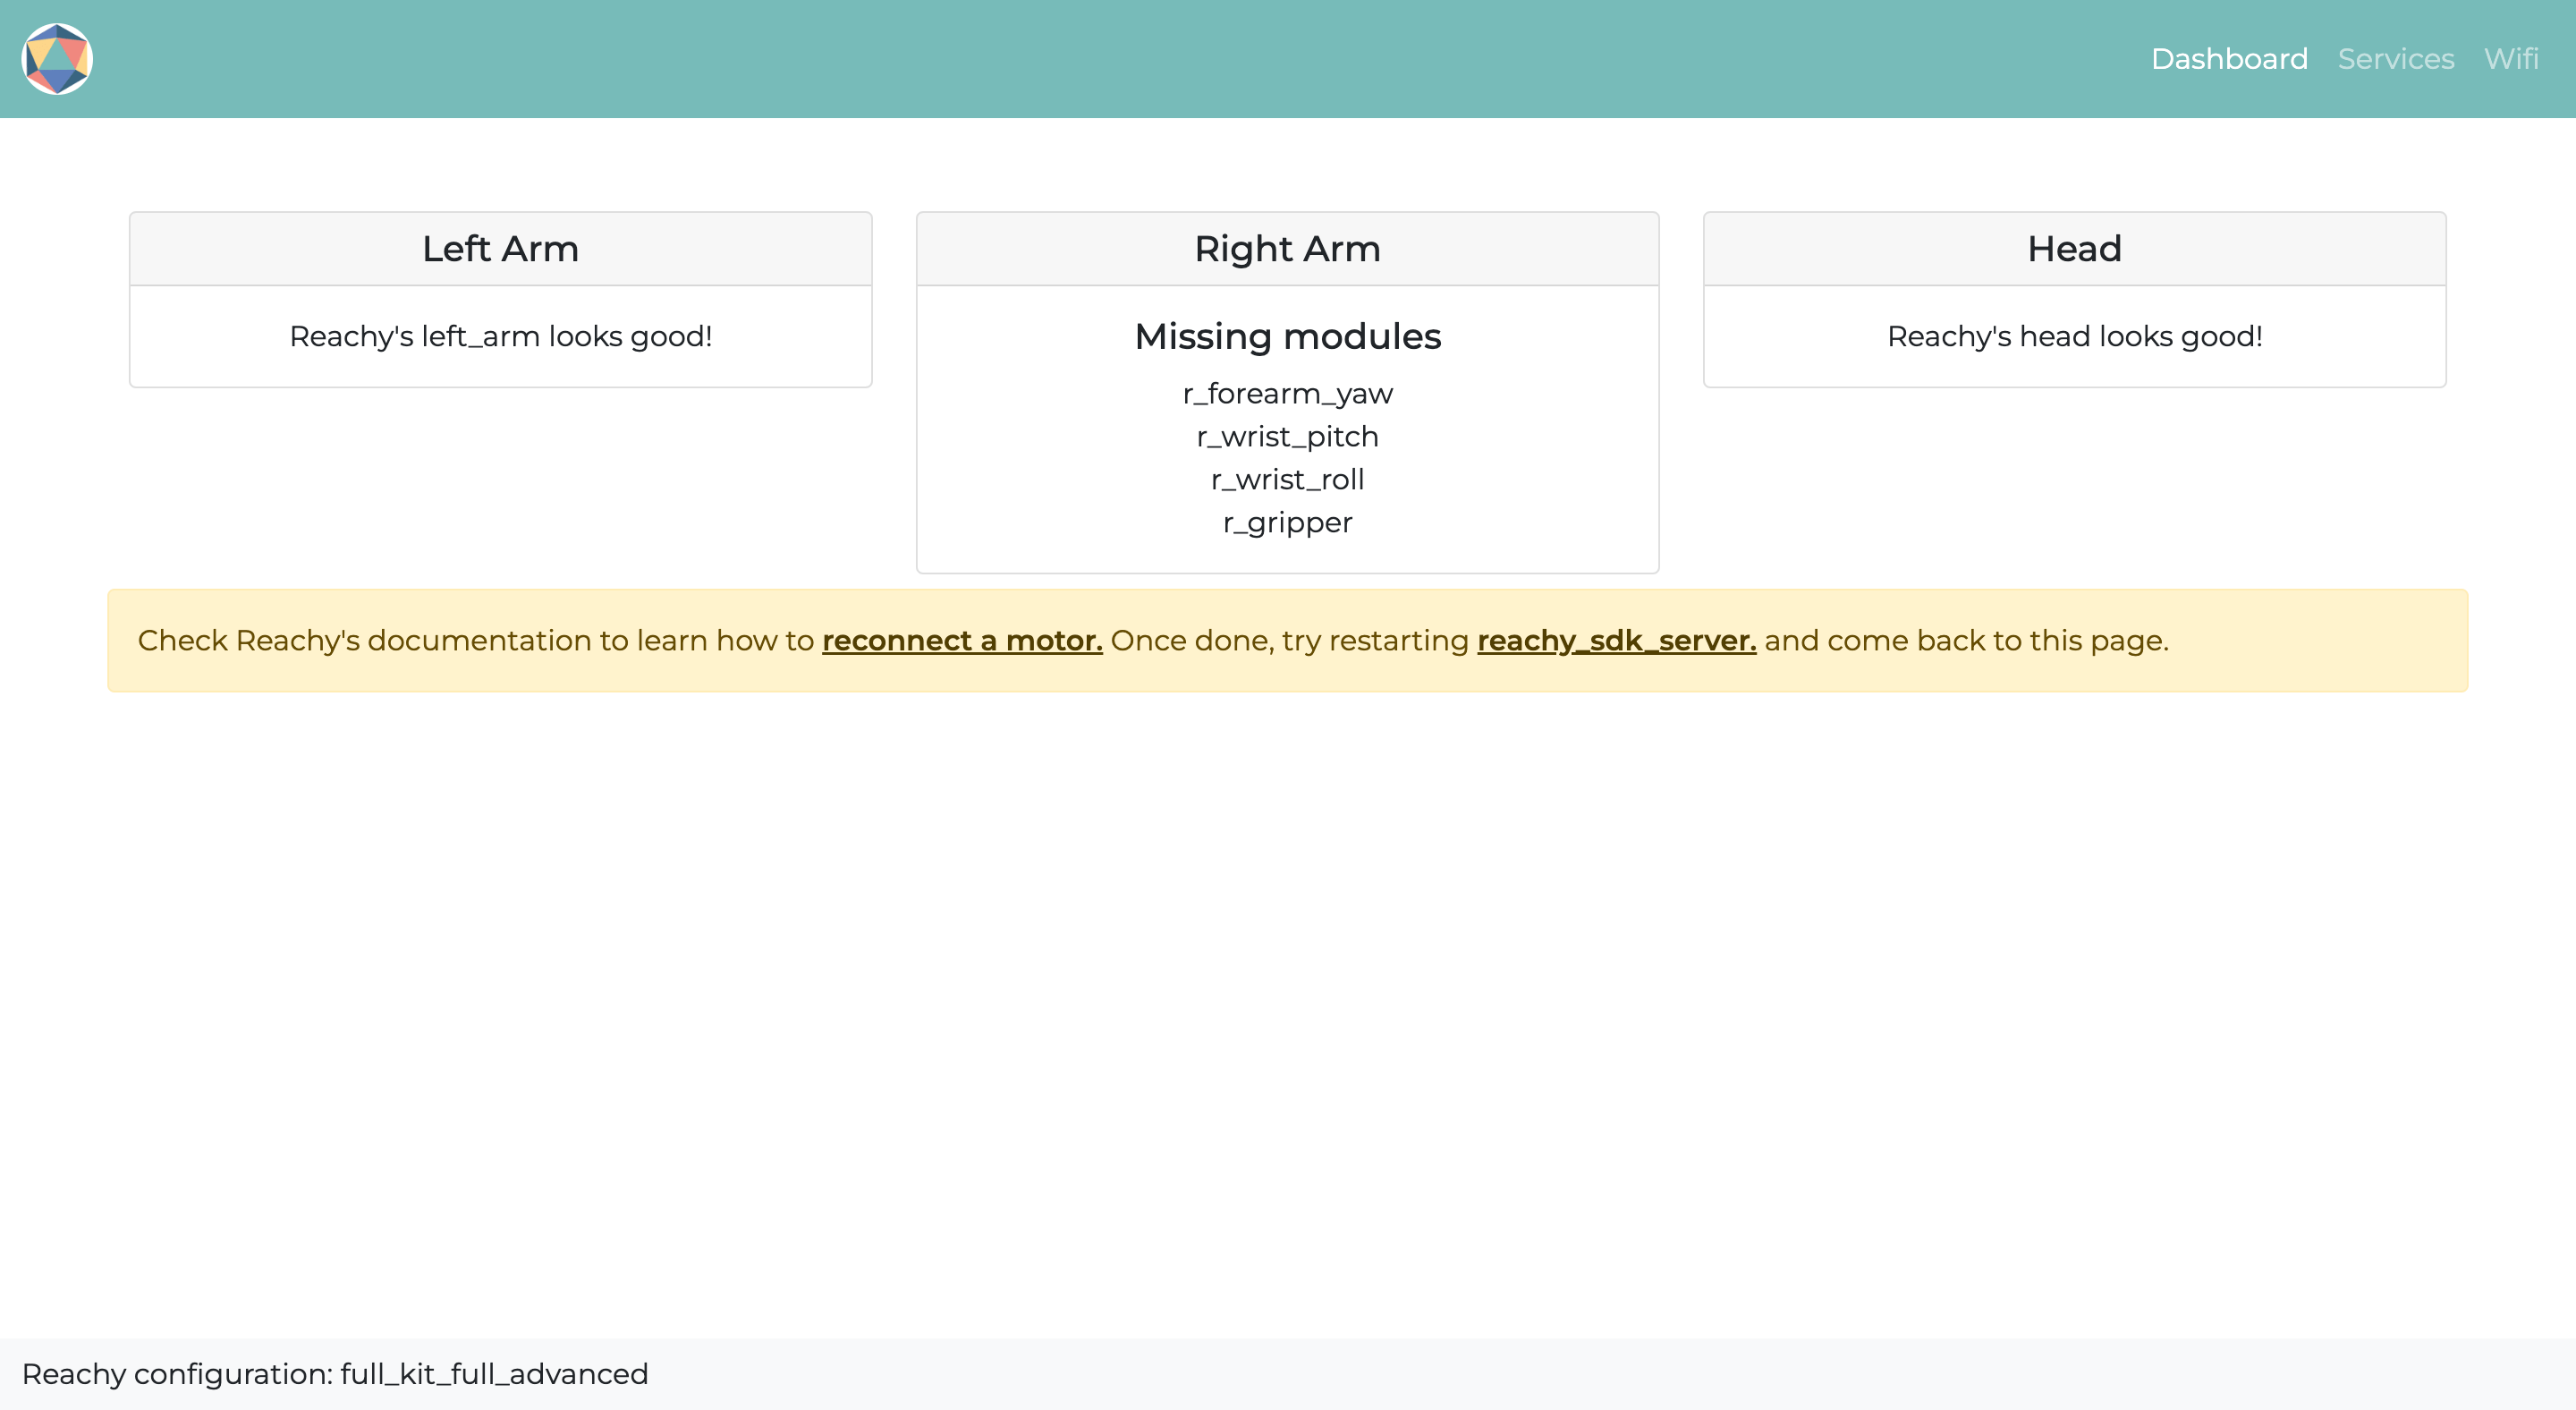 Dashboard Services Wifi
Left Arm
Reachy's left_arm looks good!
Right Arm
Missing modules
r_forearm_yaw
r_wrist_pitch
r_wrist_roll
r_gripper
Head
Reachy's head looks good!
Check Reachy's documentation to learn how to reconnect a motor. Once done, try restarting reachy_sdk_server. and come back to this page.
Reachy configuration: full_kit_full_advanced